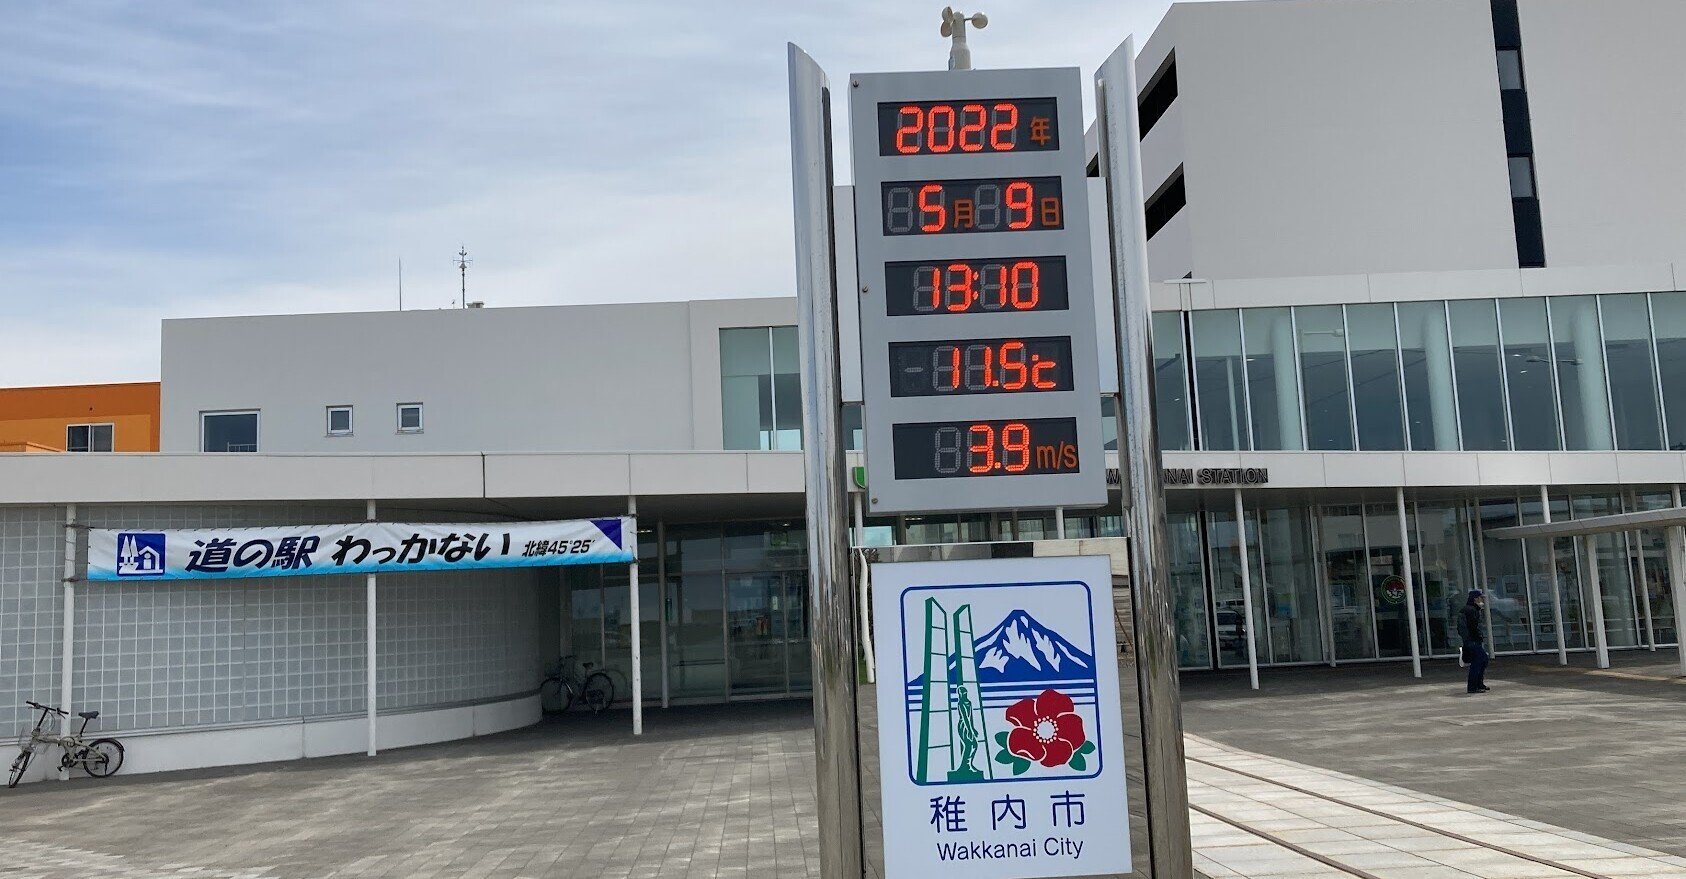 2022年
5月9日
13:10
11.5℃
3.9m/s
WAKKANAI STATION
道の駅 わっかない 北緯45°25′
稚内市
Wakkanai City